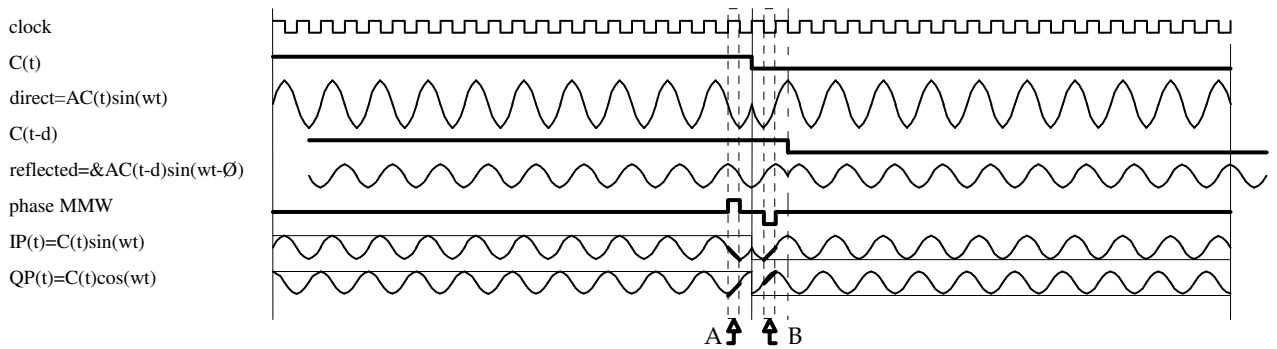 clock
C(t)
direct=AC(t)sin(wt)
C(t-d)
reflected=&AC(t-d)sin(wt-Ø)
phase MMW
IP(t)=C(t)sin(wt)
QP(t)=C(t)cos(wt)
A B